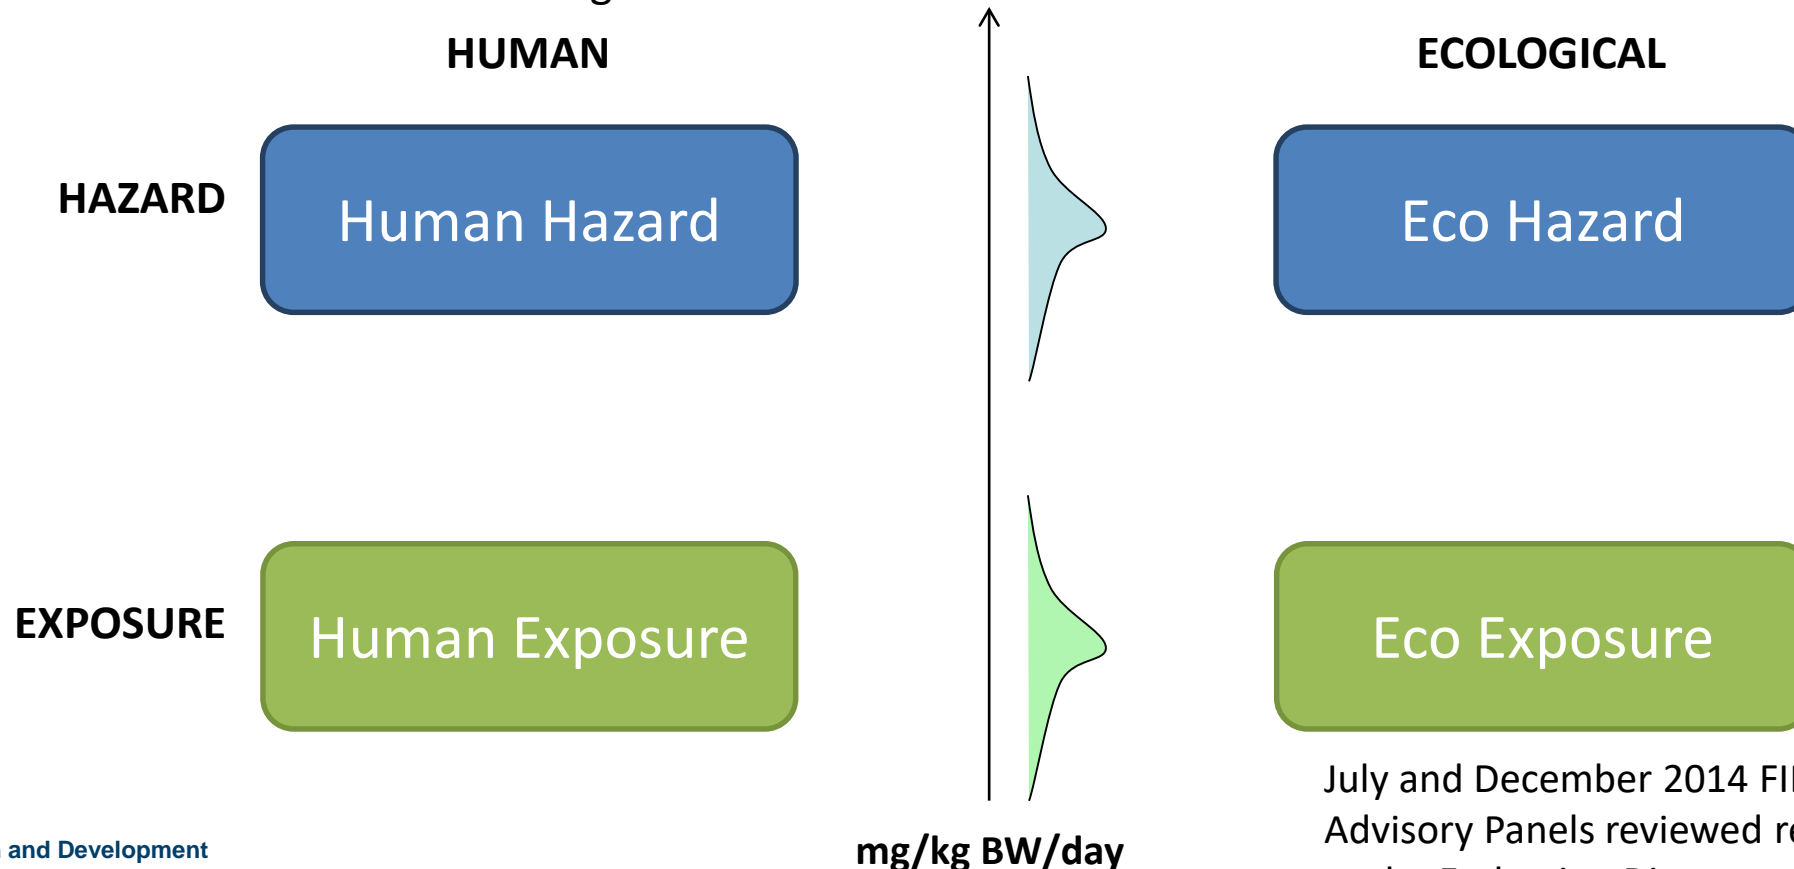 HUMAN
ECOLOGICAL
HAZARD
Human Hazard
Eco Hazard
EXPOSURE
Human Exposure
Eco Exposure
mg/kg BW/day
July and December 2014
Advisory Panels reviewed
and Development